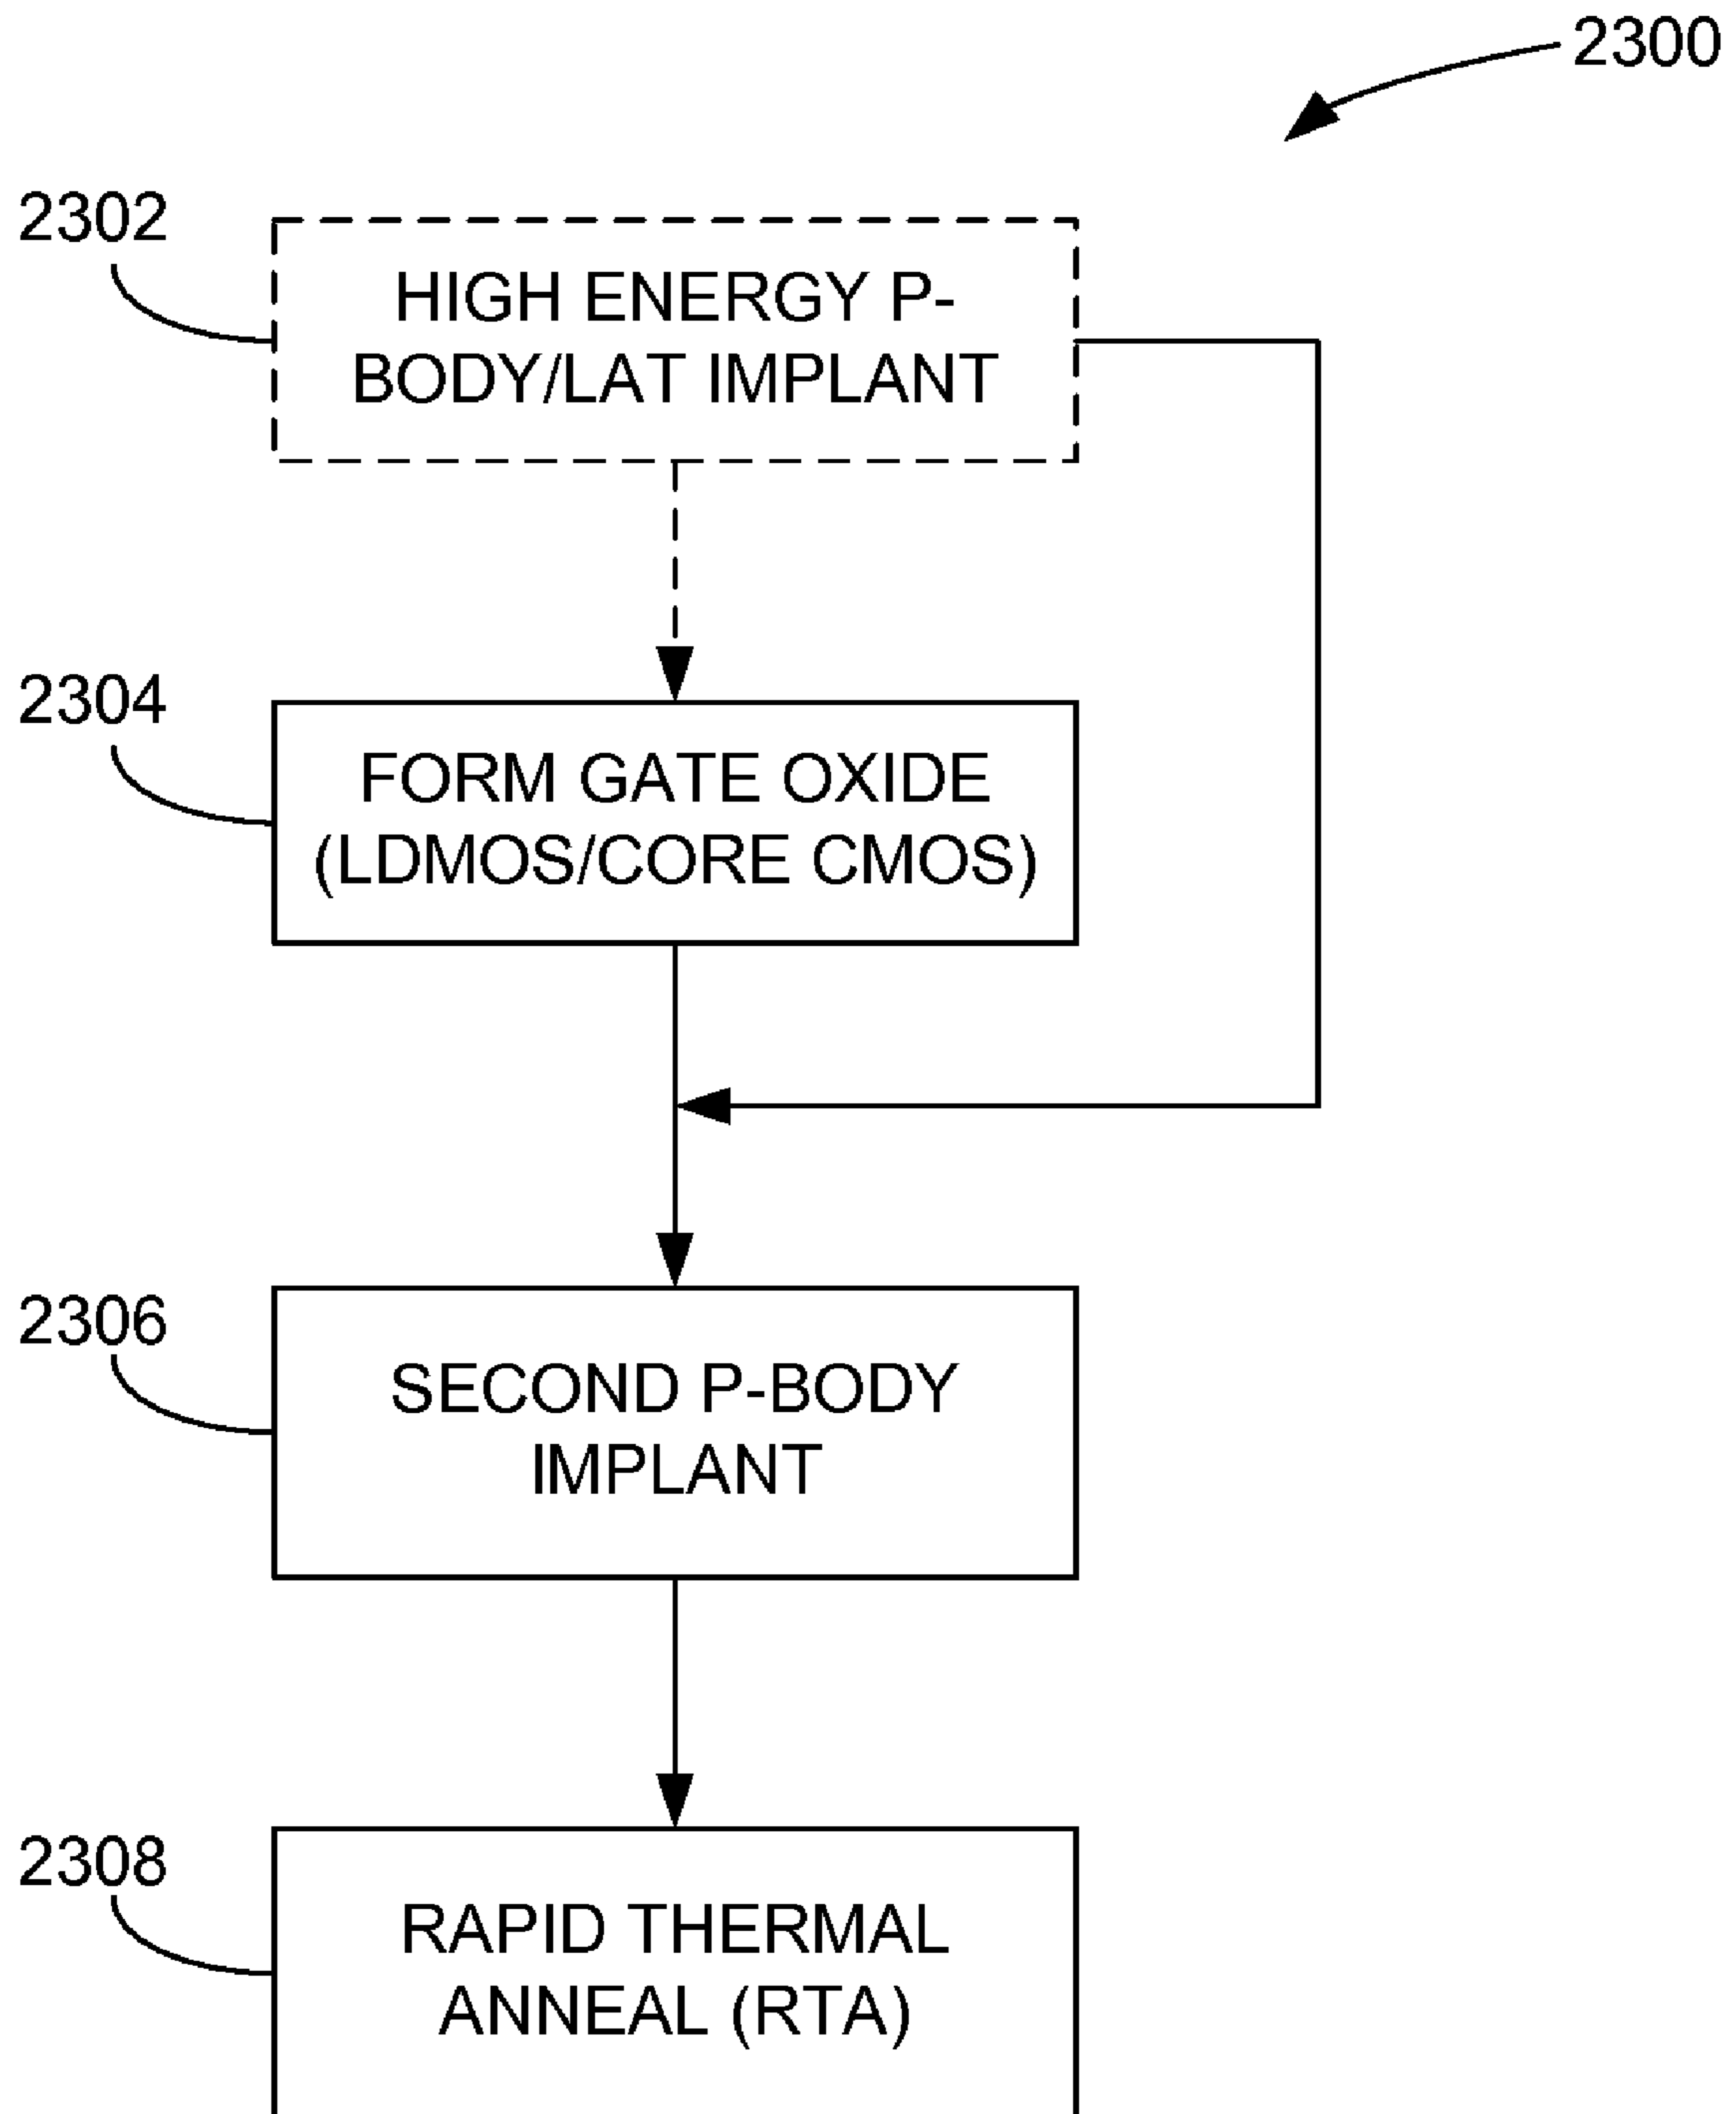 2300
2302
HIGH ENERGY P-
BODY/LAT IMPLANT
2304
FORM GATE OXIDE
(LDMOS/CORE CMOS)
2306
SECOND P-BODY
IMPLANT
2308
RAPID THERMAL
ANNEAL (RTA)